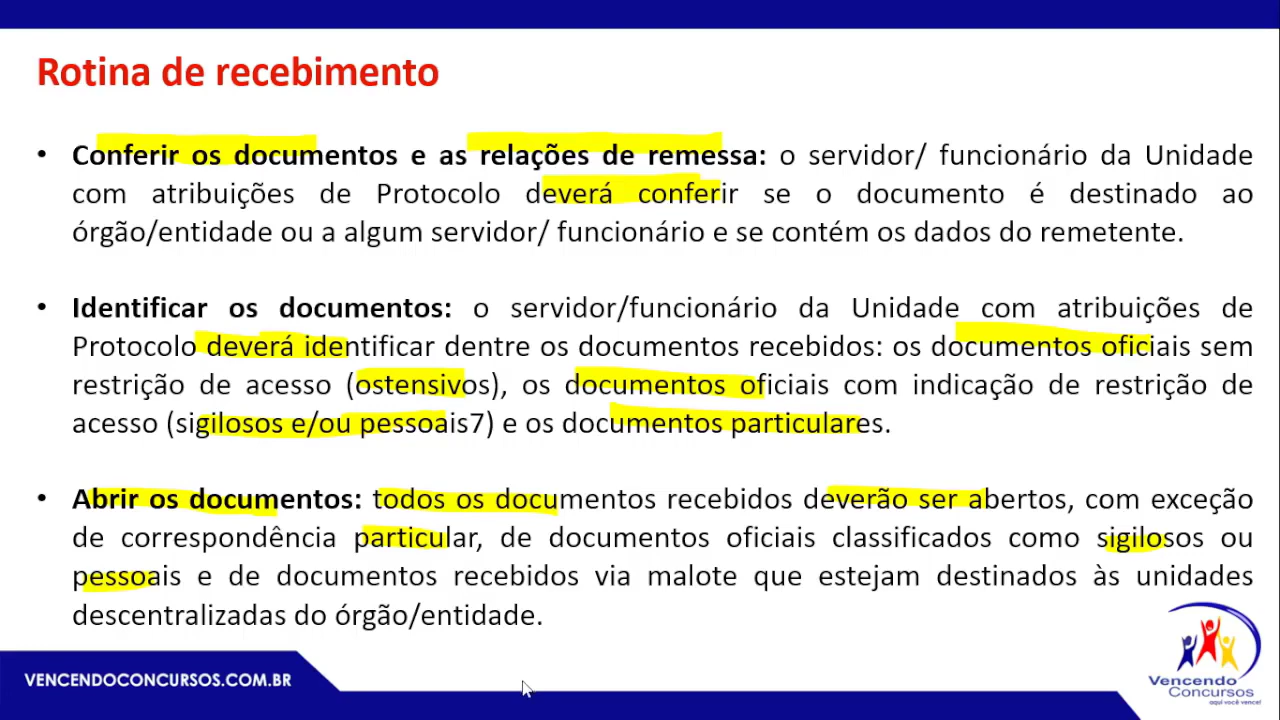 Rotina de recebimento
• Conferir os documentos e as relações de remessa: o servidor/ funcionário da Unidade
com atribuições de Protocolo deverá conferir se o documento é destinado ao
órgão/entidade ou a algum servidor/ funcionário e se contém os dados do remetente.
• Identificar os documentos: o servidor/funcionário da Unidade com atribuições de
Protocolo deverá identificar dentre os documentos recebidos: os documentos oficiais sem
restrição de acesso (ostensivos), os documentos oficiais com indicação de restrição de
acesso (sigilosos e/ou pessoais7) e os documentos particulares.
• Abrir os documentos: todos os documentos recebidos deverão ser abertos, com exceção
de correspondência particular, de documentos oficiais classificados como sigilosos ou
pessoais e de documentos recebidos via malote que estejam destinados às unidades
descentralizadas do órgão/entidade.
VENCENDOCONCURSOS.COM.BR
Vencendo
Concursos
aqui você vence!